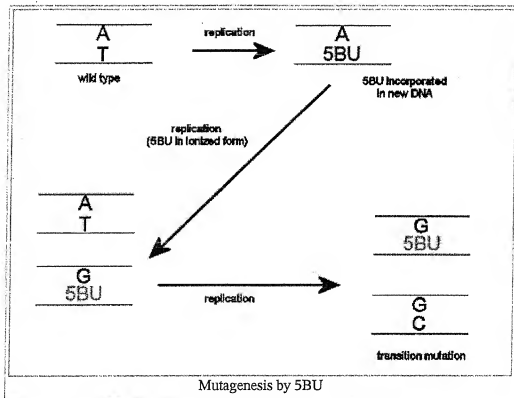 A
T
wild type
replication
A
5BU
5BU incorporated
in new DNA
replication
(5BU in ionized form)
A
T
G
5BU
replication
G
5BU
G
C
transition mutation
Mutagenesis by 5BU